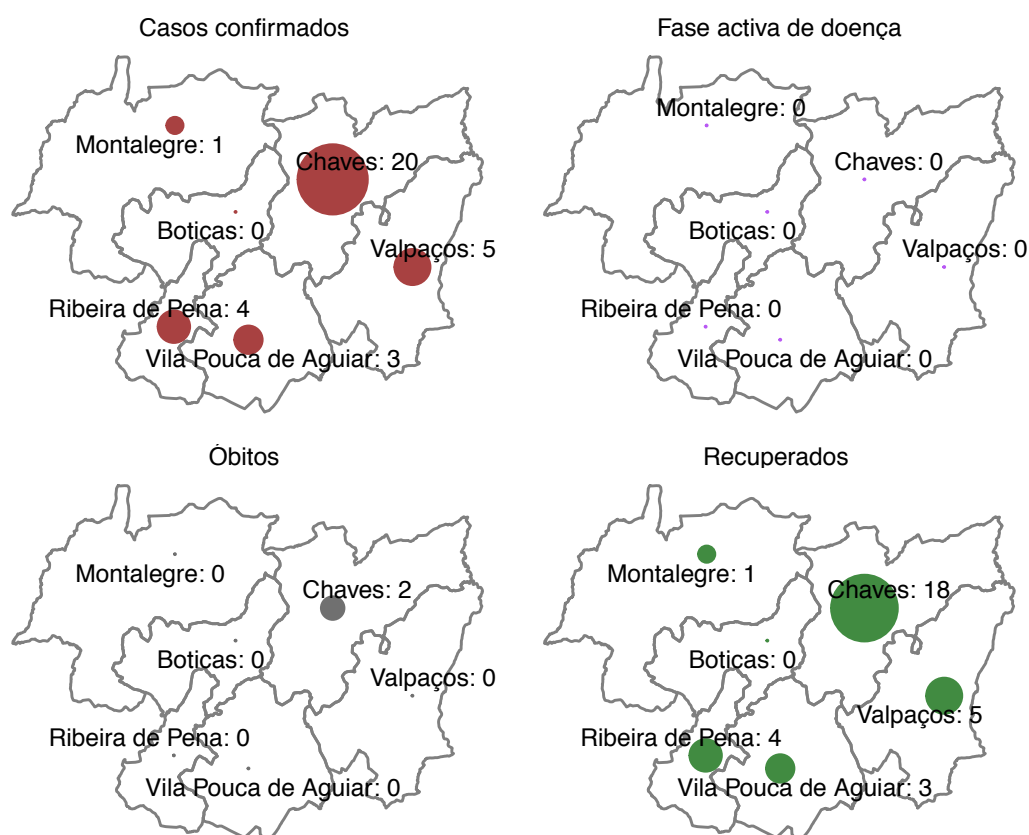 Casos confirmados
Montalegre: 1
Chaves: 20
Boticas: 0
Valpaços: 5
Ribeira de Pena: 4
Vila Pouca de Aguiar: 3
Fase activa de doença
Montalegre: 0
Chaves: 0
Boticas: 0
Valpaços: 0
Ribeira de Pena: 0
Vila Pouca de Aguiar: 0
Óbitos
Montalegre: 0
Chaves: 2
Boticas: 0
Valpaços: 0
Ribeira de Pena: 0
Vila Pouca de Aguiar: 0
Recuperados
Montalegre: 1
Chaves: 18
Boticas: 0
Valpaços: 5
Ribeira de Pena: 4
Vila Pouca de Aguiar: 3